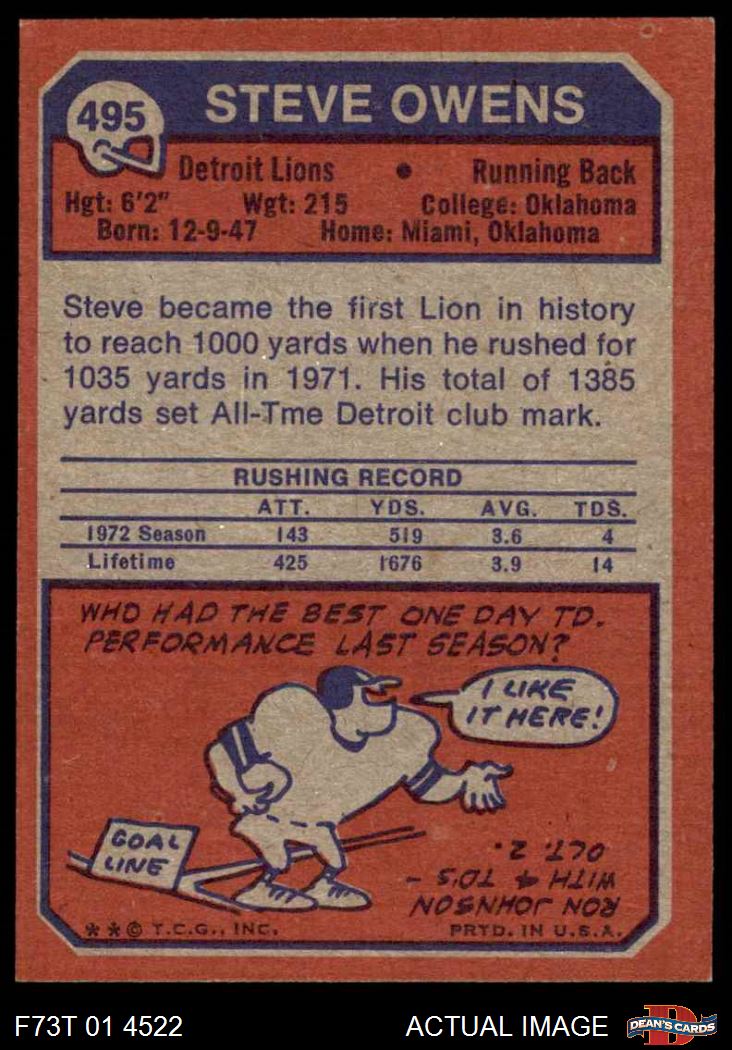 495
STEVE OWENS
Detroit Lions • Running Back
Hgt: 6'2" Wgt: 215 College: Oklahoma
Born: 12-9-47 Home: Miami, Oklahoma
Steve became the first Lion in history
to reach 1000 yards when he rushed for
1035 yards in 1971. His total of 1385
yards set All-Tme Detroit club mark.
RUSHING RECORD
ATT. YDS. AVG. TDS.
1972 Season 143 519 3.6 4
Lifetime 425 1676 3.9 14
WHO HAD THE BEST ONE DAY TD.
PERFORMANCE LAST SEASON?
I LIKE
IT HERE!
GOAL
LINE
RON JOHNSON
WITH 4 TD'S -
OCT. 2.
* * © T.C.G., INC. PRTD. IN U.S.A.
F73T 01 4522 ACTUAL IMAGE
D
DEAN'S CARDS